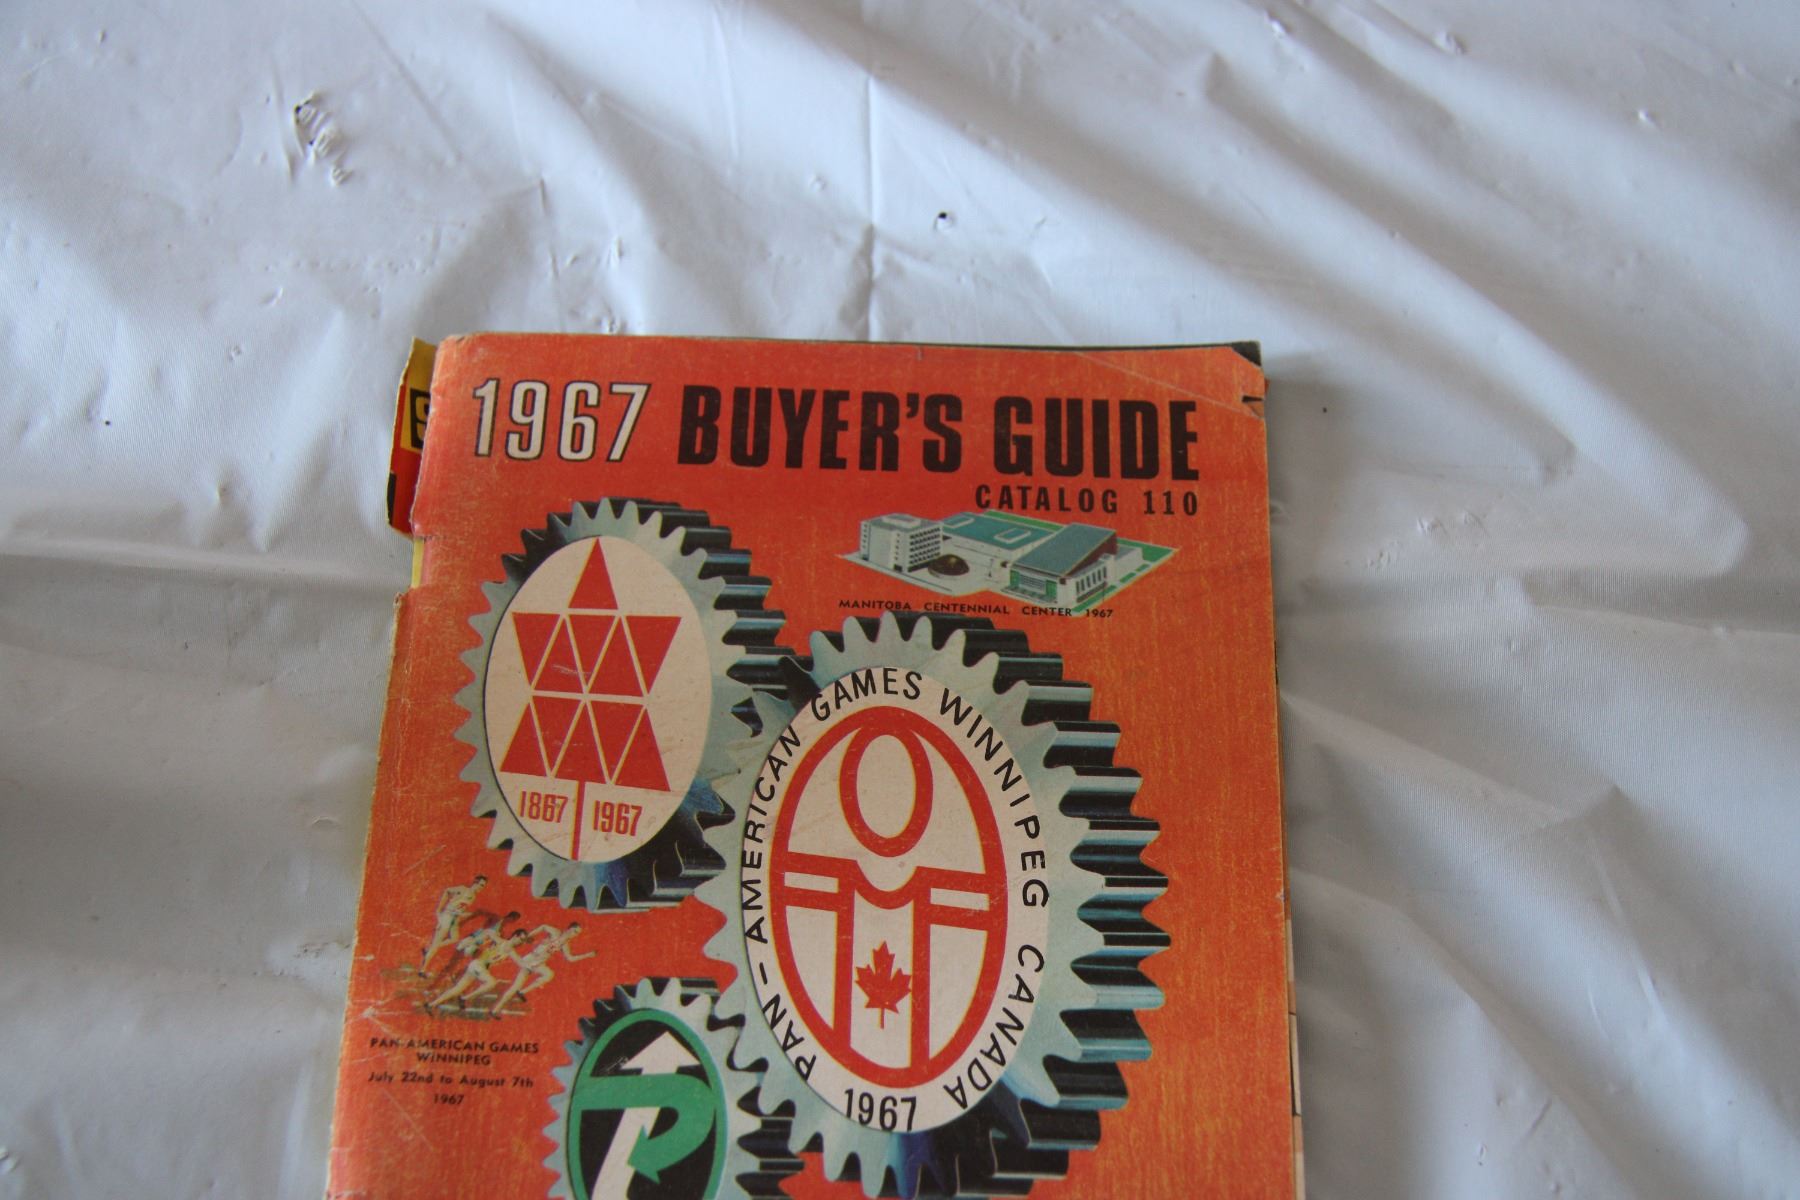 1967 BUYER'S GUIDE
CATALOG 110
MANITOBA CENTENNIAL CENTER 1967
1867 1967
PAN-AMERICAN GAMES WINNIPEG CANADA
1967
PAN-AMERICAN GAMES
WINNIPEG
July 22nd to August 7th
1967